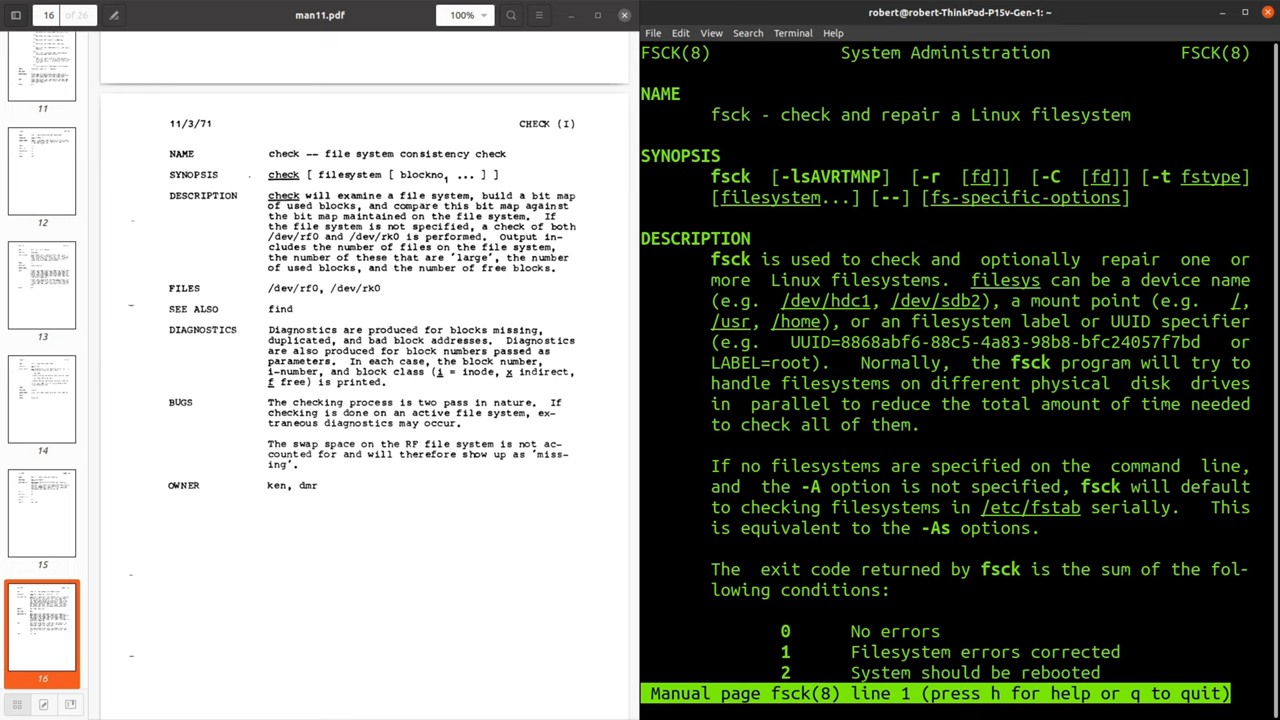 16 of 26
man11.pdf
100%
11
12
13
14
15
16
11/3/71 CHECK (I)
NAME check -- file system consistency check
SYNOPSIS check [ filesystem [ blockno1 ... ] ]
DESCRIPTION check will examine a file system, build a bit map
of used blocks, and compare this bit map against
the bit map maintained on the file system. If
the file system is not specified, a check of both
/dev/rf0 and /dev/rk0 is performed. Output in-
cludes the number of files on the file system,
the number of these that are 'large', the number
of used blocks, and the number of free blocks.
FILES /dev/rf0, /dev/rk0
SEE ALSO find
DIAGNOSTICS Diagnostics are produced for blocks missing,
duplicated, and bad block addresses. Diagnostics
are also produced for block numbers passed as
parameters. In each case, the block number,
i-number, and block class (i = inode, x indirect,
f free) is printed.
BUGS The checking process is two pass in nature. If
checking is done on an active file system, ex-
traneous diagnostics may occur.
The swap space on the RF file system is not ac-
counted for and will therefore show up as 'miss-
ing'.
OWNER ken, dmr
robert@robert-ThinkPad-P15v-Gen-1: ~
File Edit View Search Terminal Help
FSCK(8) System Administration FSCK(8)
NAME
fsck - check and repair a Linux filesystem
SYNOPSIS
fsck [-lsAVRTMNP] [-r [fd]] [-C [fd]] [-t fstype]
[filesystem...] [--] [fs-specific-options]
DESCRIPTION
fsck is used to check and optionally repair one or
more Linux filesystems. filesys can be a device name
(e.g. /dev/hdc1, /dev/sdb2), a mount point (e.g. /,
/usr, /home), or an filesystem label or UUID specifier
(e.g. UUID=8868abf6-88c5-4a83-98b8-bfc24057f7bd or
LABEL=root). Normally, the fsck program will try to
handle filesystems on different physical disk drives
in parallel to reduce the total amount of time needed
to check all of them.
If no filesystems are specified on the command line,
and the -A option is not specified, fsck will default
to checking filesystems in /etc/fstab serially. This
is equivalent to the -As options.
The exit code returned by fsck is the sum of the fol-
lowing conditions:
0 No errors
1 Filesystem errors corrected
2 System should be rebooted
Manual page fsck(8) line 1 (press h for help or q to quit)